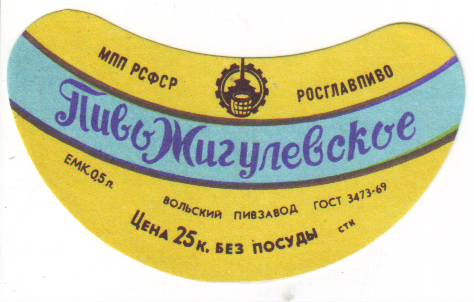 МПП РСФСР
РОСГЛАВПИВО
Пиво Жигулевское
ЕМК.0,5 л.
ВОЛЬСКИЙ ПИВЗАВОД ГОСТ 3473-69
ЦЕНА 25 К. БЕЗ ПОСУДЫ СТК